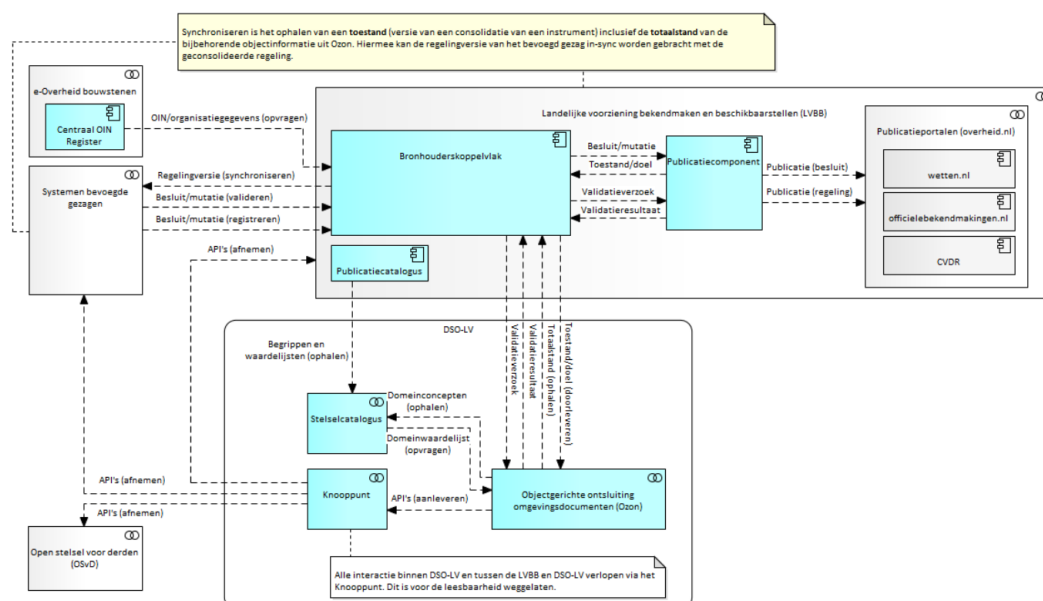 Synchroniseren is het ophalen van een toestand (versie van een consolidatie van een instrument) inclusief de totaalstand van de
bijbehorende objectinformatie uit Ozon. Hiermee kan de regelingversie van het bevoegd gezag in-sync worden gebracht met de
geconsolideerde regeling.
e-Overheid bouwstenen
Centraal OIN
Register
OIN/organisatiegegevens (opvragen)
Landelijke voorziening bekendmaken en beschikbaarstellen (LVBB)
Bronhouderskoppelvlak
Besluit/mutatie
Toestand/doel
Validatieverzoek
Validatieresultaat
Publicatiecomponent
Publicatie (besluit)
Publicatie (regeling)
Publicatieportalen (overheid.nl)
wetten.nl
officielebekendmakingen.nl
CVDR
Systemen bevoegde
gezagen
Regelingversie (synchroniseren)
Besluit/mutatie (valideren)
Besluit/mutatie (registreren)
API's (afnemen)
Publicatiecatalogus
DSO-LV
Begrippen en
waardelijsten (ophalen)
Validatieverzoek
Validatieresultaat
Totaalstand (ophalen)
Toestand/doel (doorleveren)
Stelselcatalogus
Domeinconcepten
(ophalen)
Domeinwaardelijst
(opvragen)
Knooppunt
API's (aanleveren)
Objectgerichte ontsluiting
omgevingsdocumenten (Ozon)
API's (afnemen)
API's (afnemen)
Open stelsel voor derden
(OSvD)
Alle interactie binnen DSO-LV en tussen de LVBB en DSO-LV verlopen via het
Knooppunt. Dit is voor de leesbaarheid weggelaten.